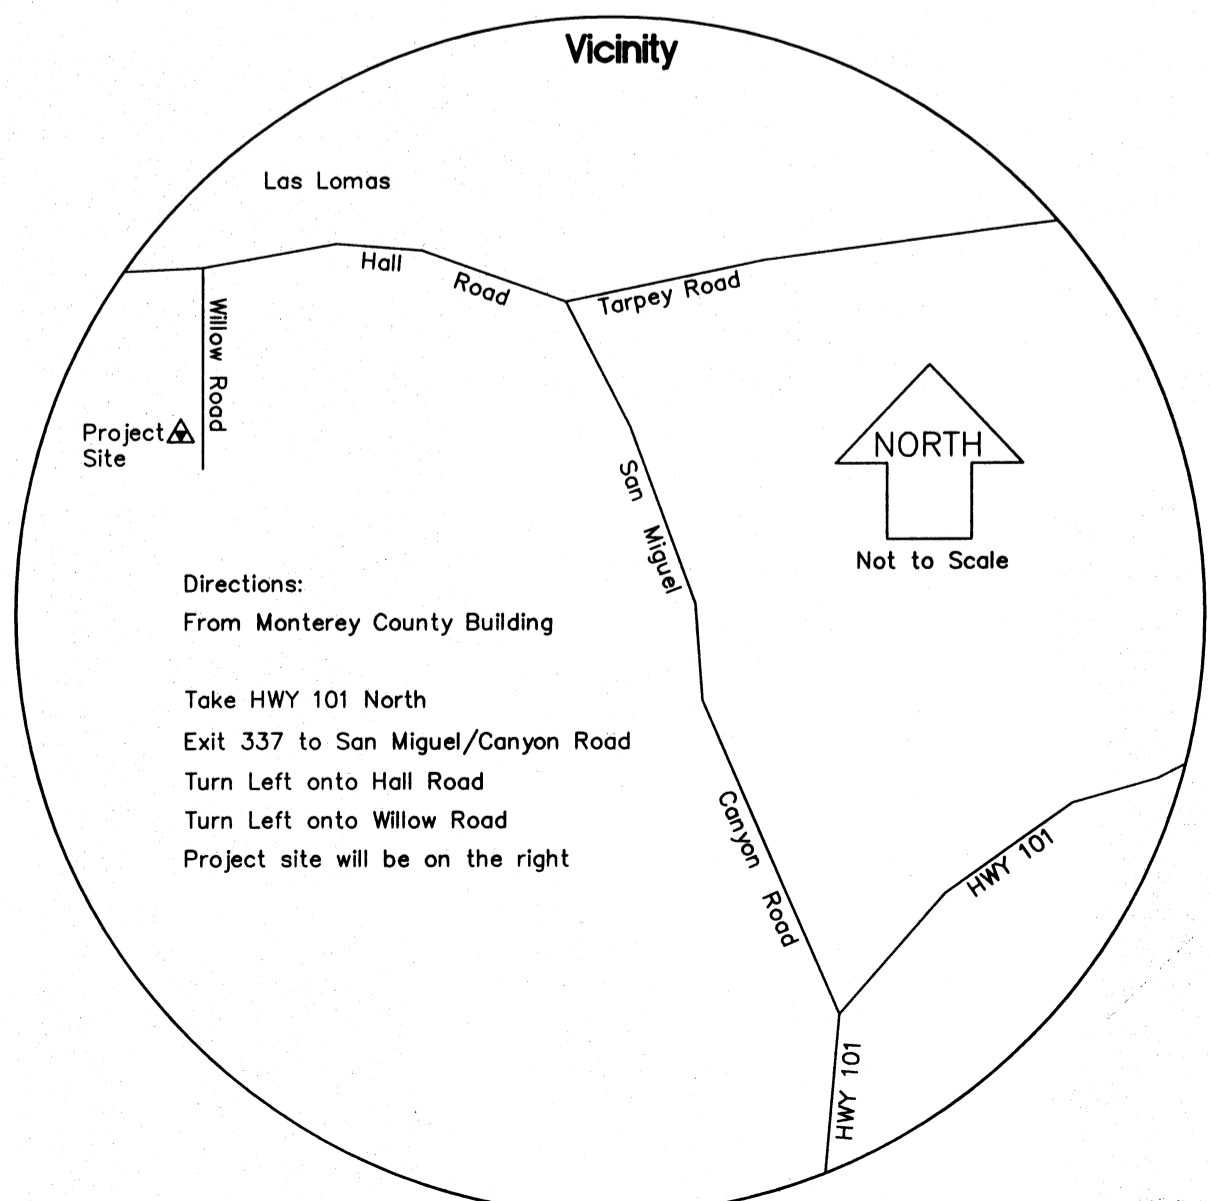 Vicinity
Las Lomas
Hall Road
Tarpey Road
Willow Road
Project
Site
NORTH
Not to Scale
San Miguel Canyon Road
Directions:
From Monterey County Building
Take HWY 101 North
Exit 337 to San Miguel/Canyon Road
Turn Left onto Hall Road
Turn Left onto Willow Road
Project site will be on the right
HWY 101
HWY 101